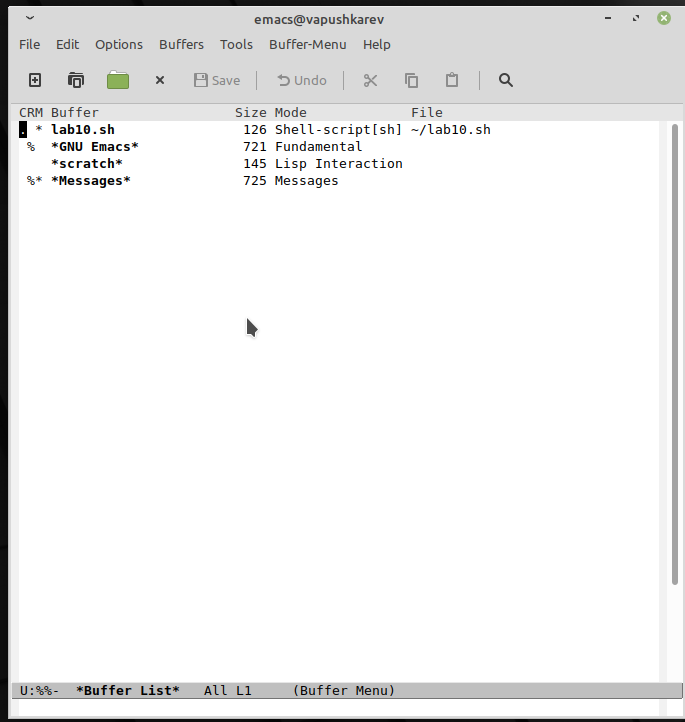 emacs@vapushkarev
File Edit Options Buffers Tools Buffer-Menu Help
Save Undo
CRM Buffer Size Mode File
. * lab10.sh 126 Shell-script[sh] ~/lab10.sh
% *GNU Emacs* 721 Fundamental
*scratch* 145 Lisp Interaction
%* *Messages* 725 Messages
U:%%- *Buffer List* All L1 (Buffer Menu)